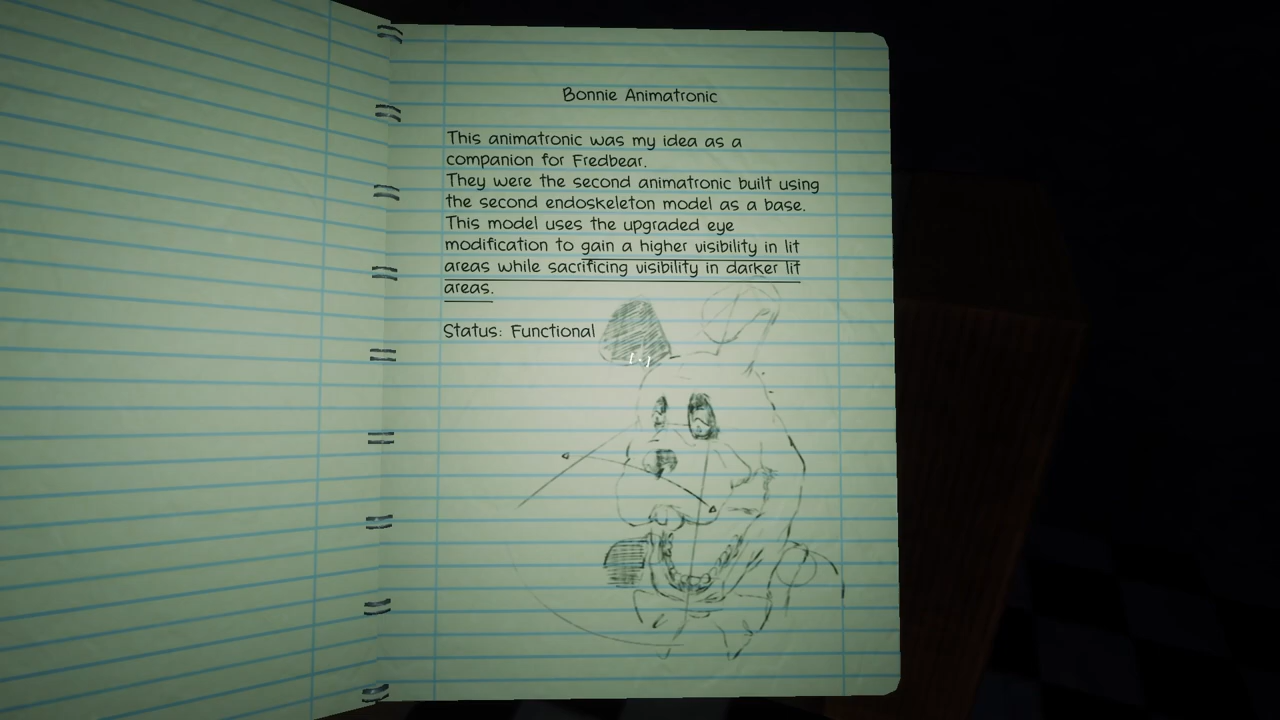 Bonnie Animatronic
This animatronic was my idea as a
companion for Fredbear.
They were the second animatronic built using
the second endoskeleton model as a base.
This model uses the upgraded eye
modification to gain a higher visibility in lit
areas while sacrificing visibility in darker lit
areas.
Status: Functional